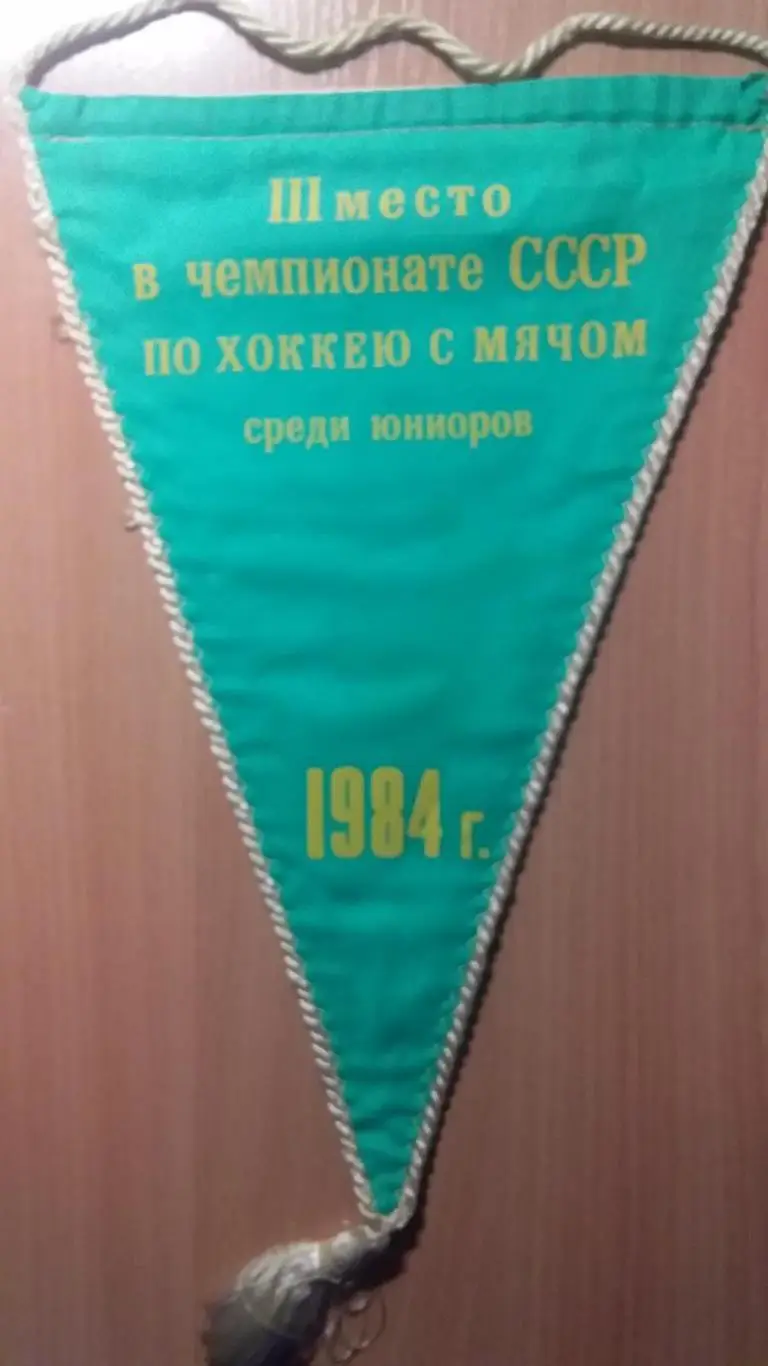 III место
в чемпионате СССР
по хоккею с мячом
среди юниоров
1984 г.